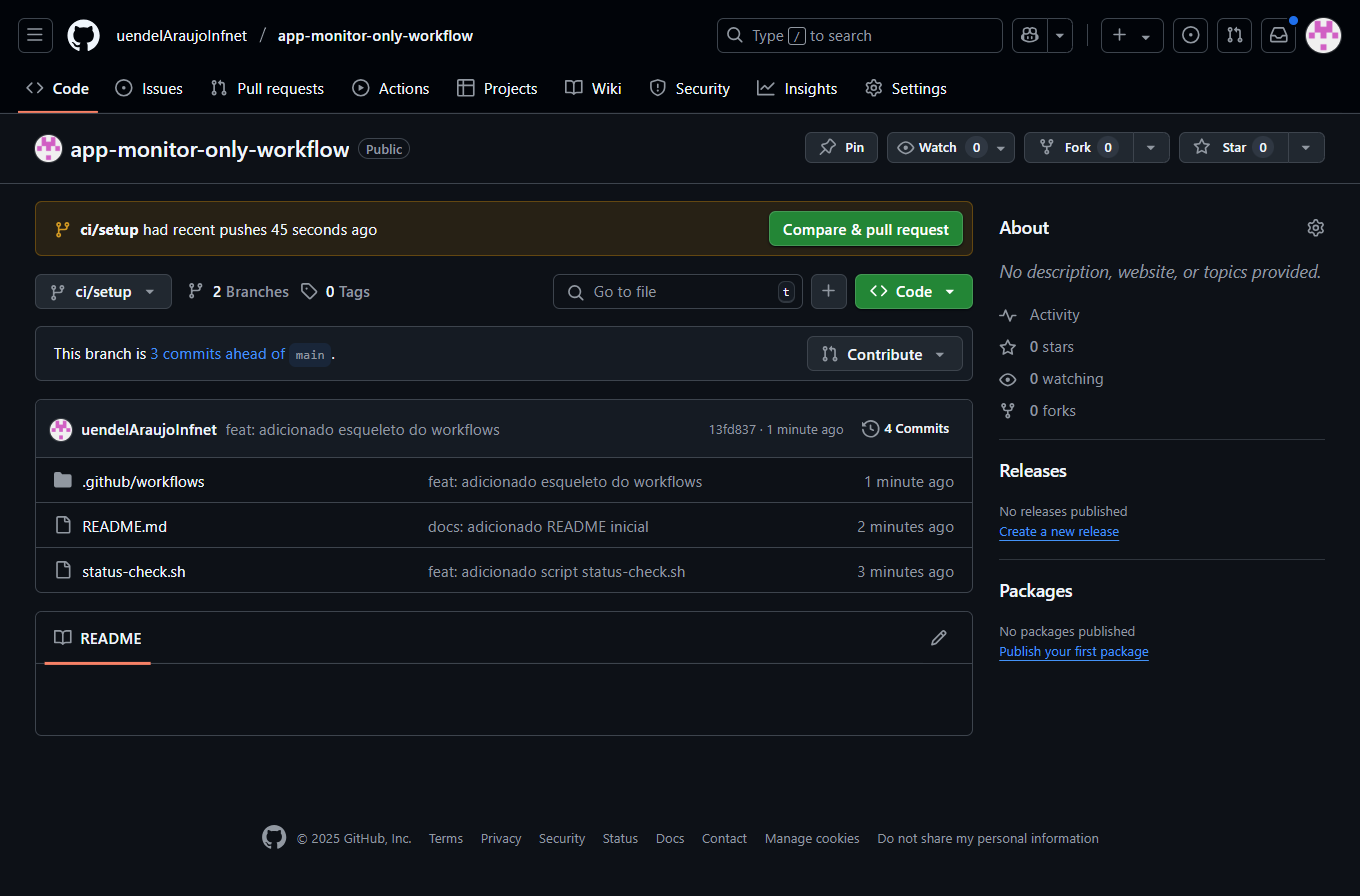 uendelAraujoInfnet / app-monitor-only-workflow Type / to search
Code Issues Pull requests Actions Projects Wiki Security Insights Settings
app-monitor-only-workflow Public Pin Watch 0 Fork 0 Star 0
ci/setup had recent pushes 45 seconds ago Compare & pull request
ci/setup 2 Branches 0 Tags Go to file t Code
This branch is 3 commits ahead of main . Contribute
uendelAraujoInfnet feat: adicionado esqueleto do workflows 13fd837 · 1 minute ago 4 Commits
.github/workflows feat: adicionado esqueleto do workflows 1 minute ago
README.md docs: adicionado README inicial 2 minutes ago
status-check.sh feat: adicionado script status-check.sh 3 minutes ago
README
About
No description, website, or topics provided.
Activity
0 stars
0 watching
0 forks
Releases
No releases published
Create a new release
Packages
No packages published
Publish your first package
© 2025 GitHub, Inc. Terms Privacy Security Status Docs Contact Manage cookies Do not share my personal information